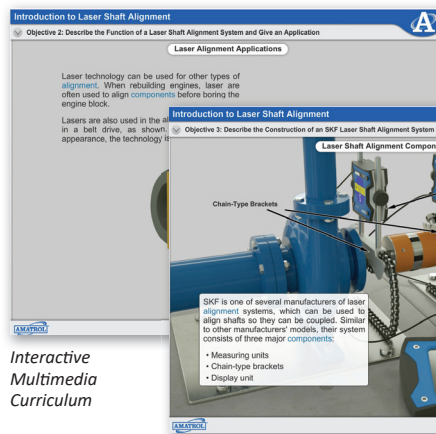 Introduction to Laser Shaft Alignment
Objective 2: Describe the Function of a Laser Shaft Alignment System and Give an Application
Laser Alignment Applications
Laser technology can be used for other types of
alignment. When rebuilding engines, laser are
often used to align components before boring the
engine block.
Lasers are also used in the
in a belt drive, as shown.
appearance, the technology
AMATROL
Introduction to Laser Shaft Alignment
Objective 3: Describe the Construction of an SKF Laser Shaft Alignment System
Laser Shaft Alignment
Chain-Type Brackets
SKF is one of several manufacturers of laser
alignment systems, which can be used to
align shafts so they can be coupled. Similar
to other manufacturers' models, their system
consists of three major components:
• Measuring units
• Chain-type brackets
• Display unit
AMATROL
Interactive
Multimedia
Curriculum